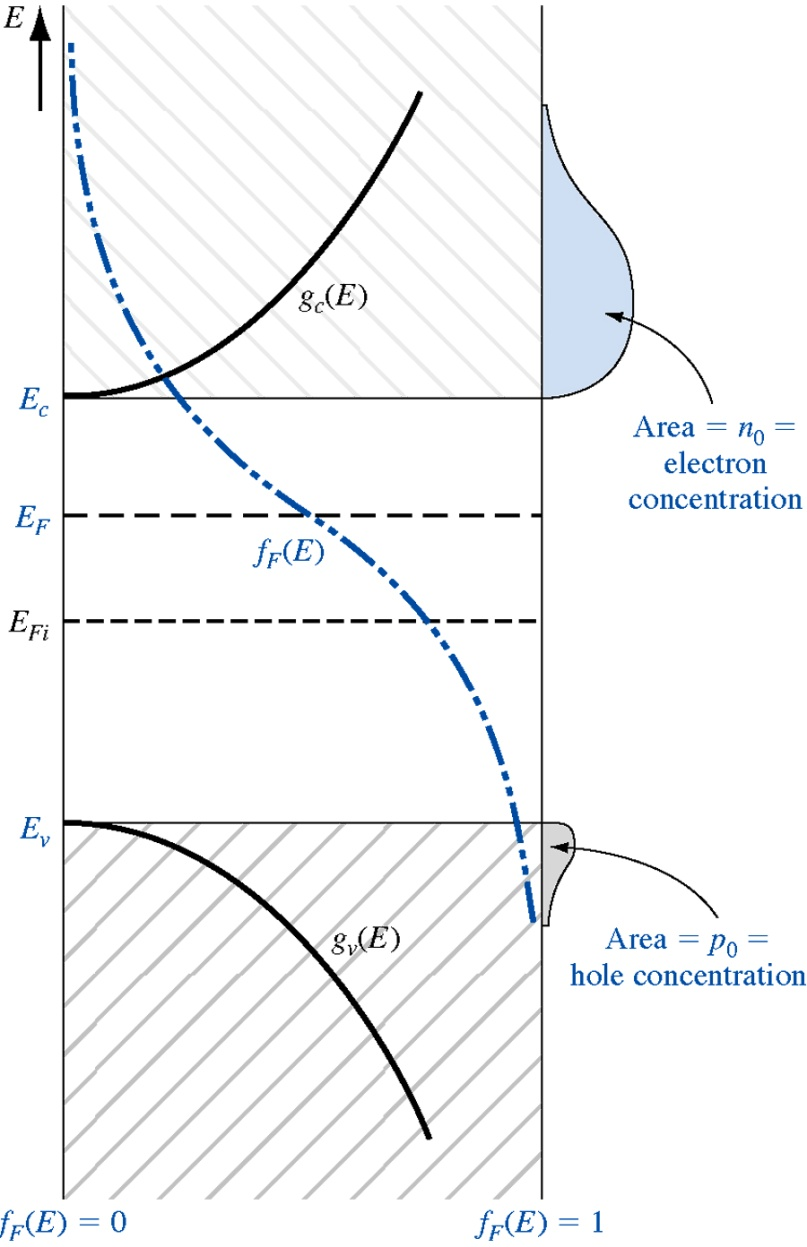 E
g_c(E)
E_c
Area = n_0 =
electron
concentration
E_F
f_F(E)
E_Fi
E_v
g_v(E)
Area = p_0 =
hole concentration
f_F(E) = 0
f_F(E) = 1